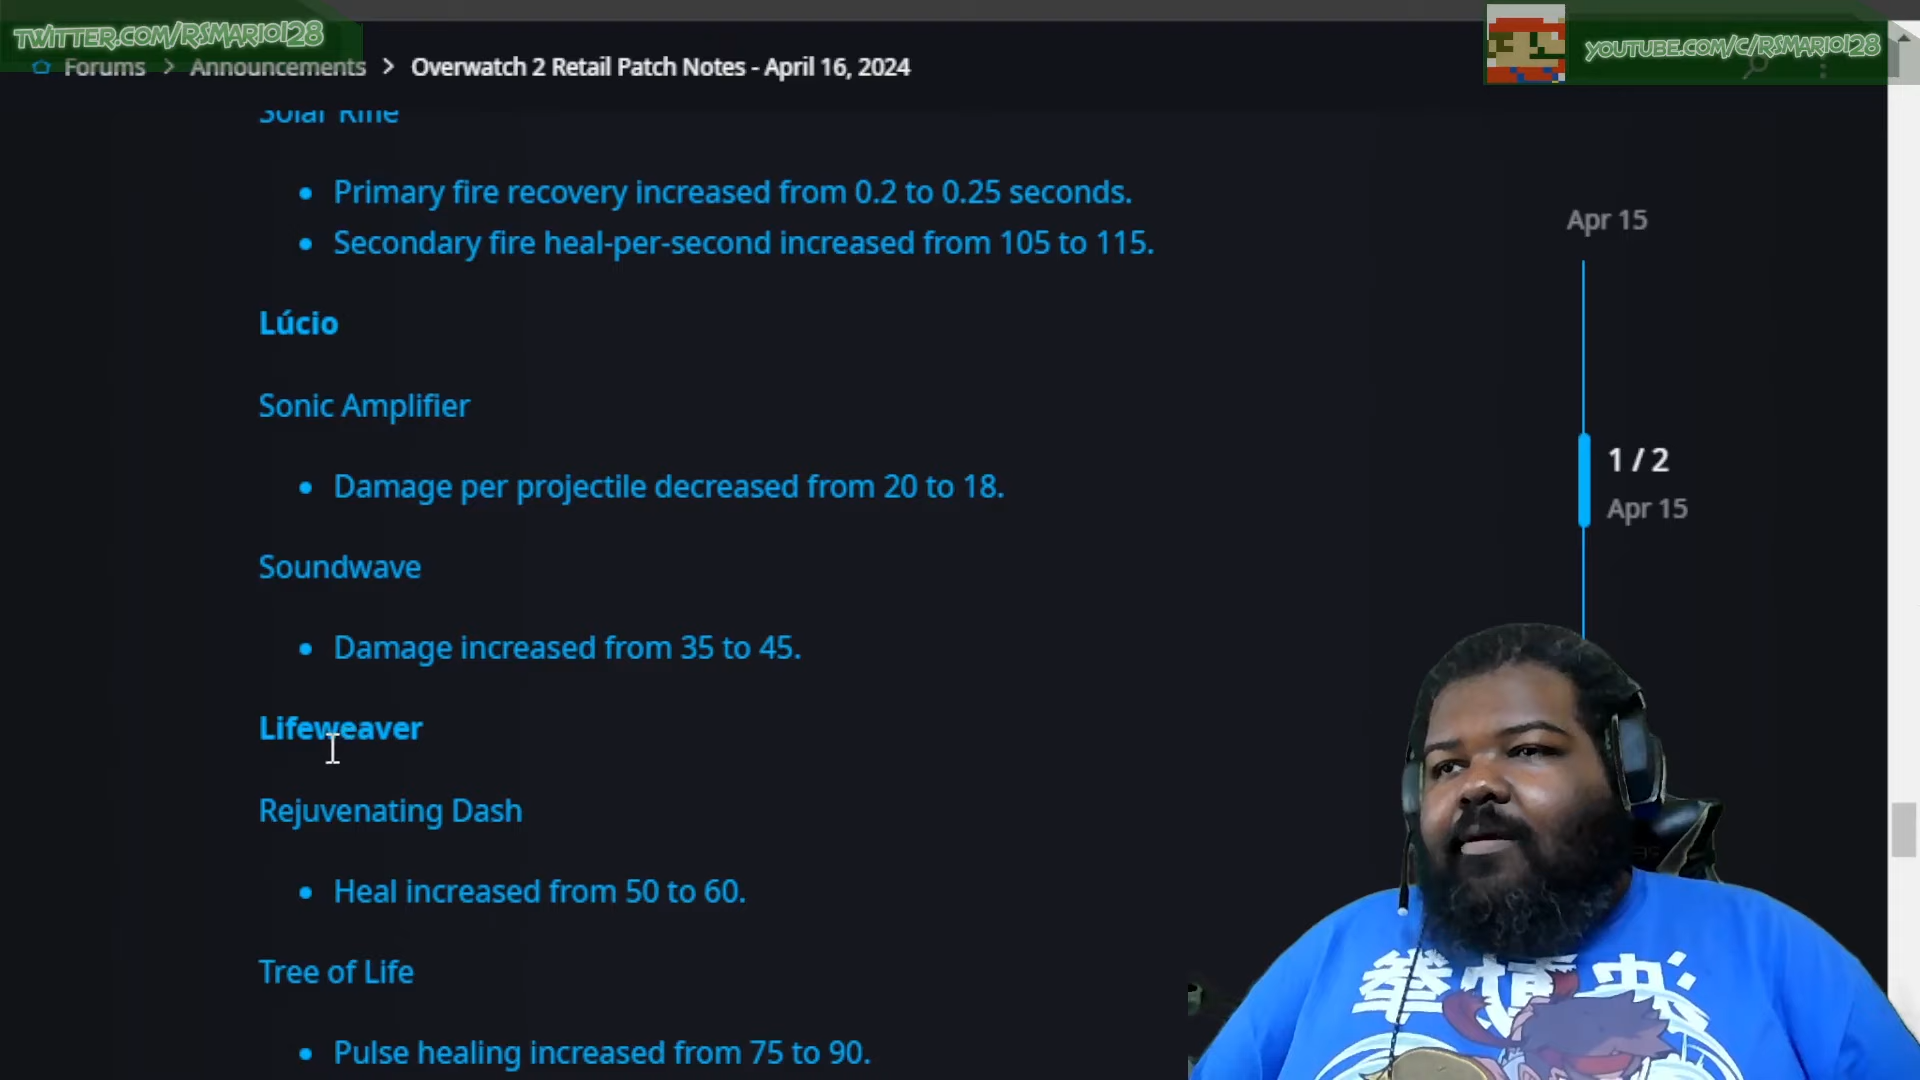 TWITTER.COM/RSMARIO128
YOUTUBE.COM/C/RSMARIO128
Forums > Announcements > Overwatch 2 Retail Patch Notes - April 16, 2024
Solar Rifle
• Primary fire recovery increased from 0.2 to 0.25 seconds.
• Secondary fire heal-per-second increased from 105 to 115.
Lúcio
Sonic Amplifier
• Damage per projectile decreased from 20 to 18.
Soundwave
• Damage increased from 35 to 45.
Lifeweaver
Rejuvenating Dash
• Heal increased from 50 to 60.
Tree of Life
• Pulse healing increased from 75 to 90.
Apr 15
1 / 2
Apr 15